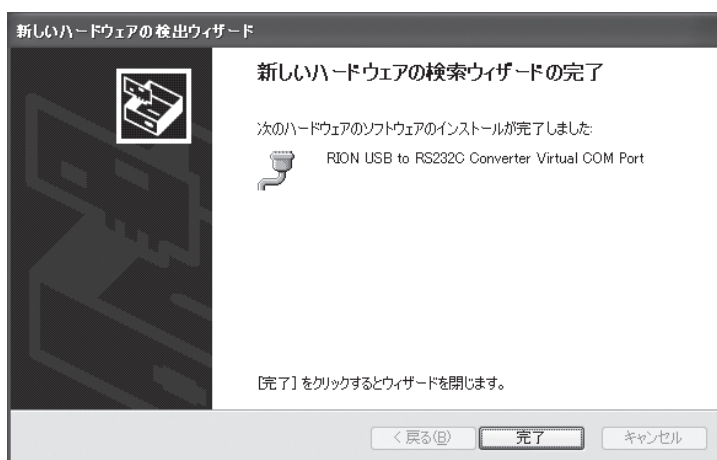 新しいハードウェアの検出ウィザード
新しいハードウェアの検索ウィザードの完了
次のハードウェアのソフトウェアのインストールが完了しました:
RION USB to RS232C Converter Virtual COM Port
[完了] をクリックするとウィザードを閉じます。
< 戻る(B) 完了 キャンセル